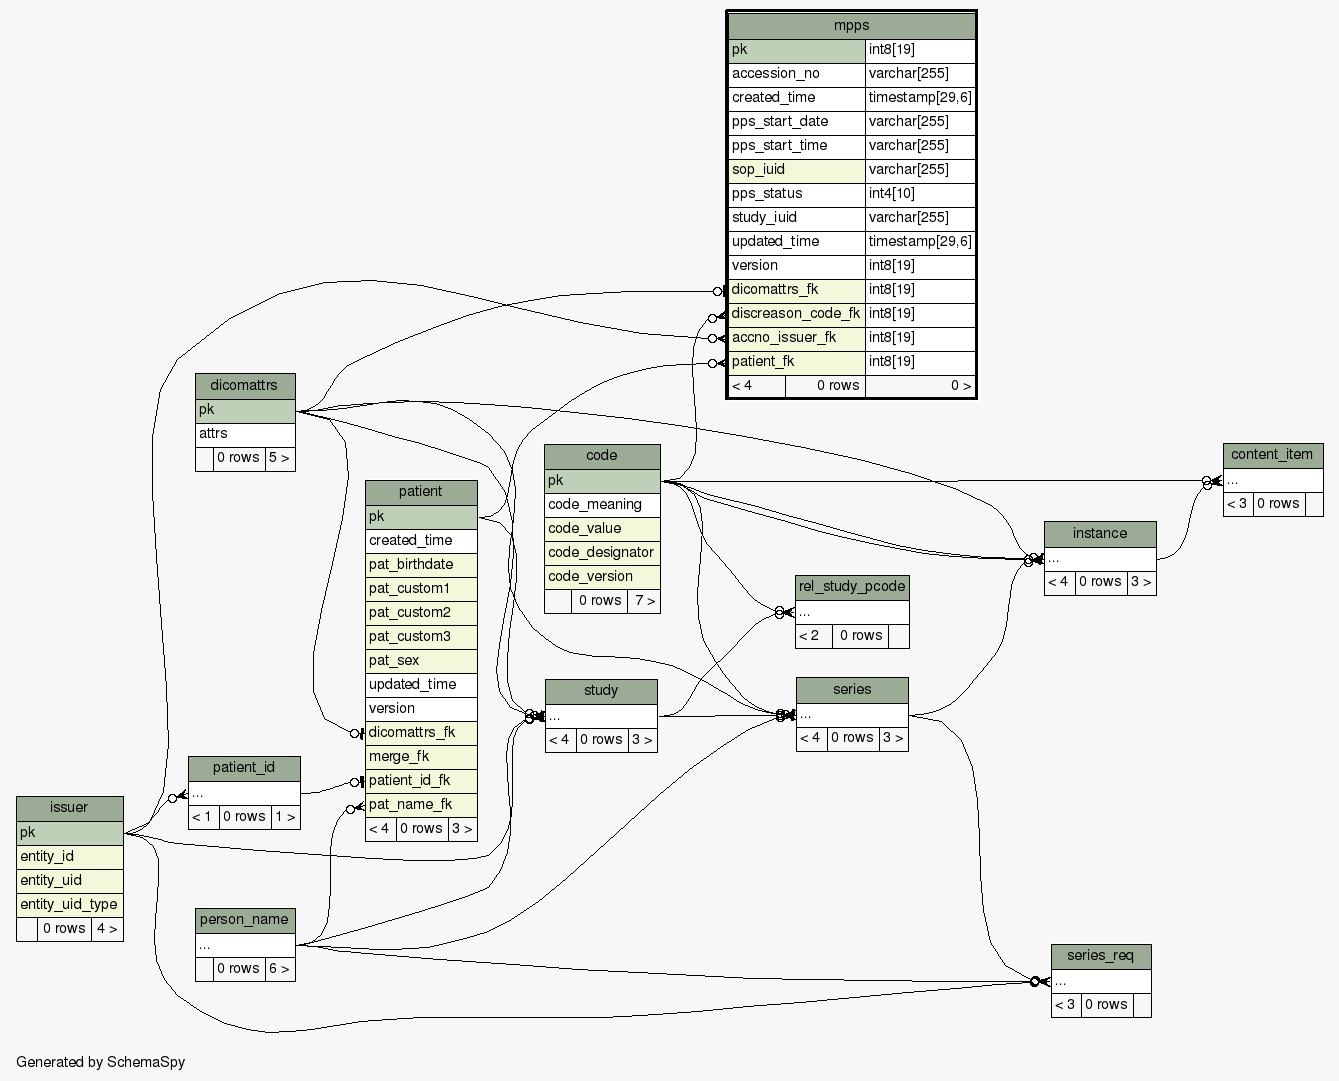 mpps
pk int8[19]
accession_no varchar[255]
created_time timestamp[29,6]
pps_start_date varchar[255]
pps_start_time varchar[255]
sop_iuid varchar[255]
pps_status int4[10]
study_iuid varchar[255]
updated_time timestamp[29,6]
version int8[19]
dicomattrs_fk int8[19]
discreason_code_fk int8[19]
accno_issuer_fk int8[19]
patient_fk int8[19]
< 4 0 rows 0 >
dicomattrs
pk
attrs
0 rows 5 >
patient
pk
created_time
pat_birthdate
pat_custom1
pat_custom2
pat_custom3
pat_sex
updated_time
version
dicomattrs_fk
merge_fk
patient_id_fk
pat_name_fk
< 4 0 rows 3 >
code
pk
code_meaning
code_value
code_designator
code_version
0 rows 7 >
content_item
...
< 3 0 rows
instance
...
< 4 0 rows 3 >
rel_study_pcode
...
< 2 0 rows
study
...
< 4 0 rows 3 >
series
...
< 4 0 rows 3 >
patient_id
...
< 1 0 rows 1 >
issuer
pk
entity_id
entity_uid
entity_uid_type
0 rows 4 >
person_name
...
0 rows 6 >
series_req
...
< 3 0 rows
Generated by SchemaSpy